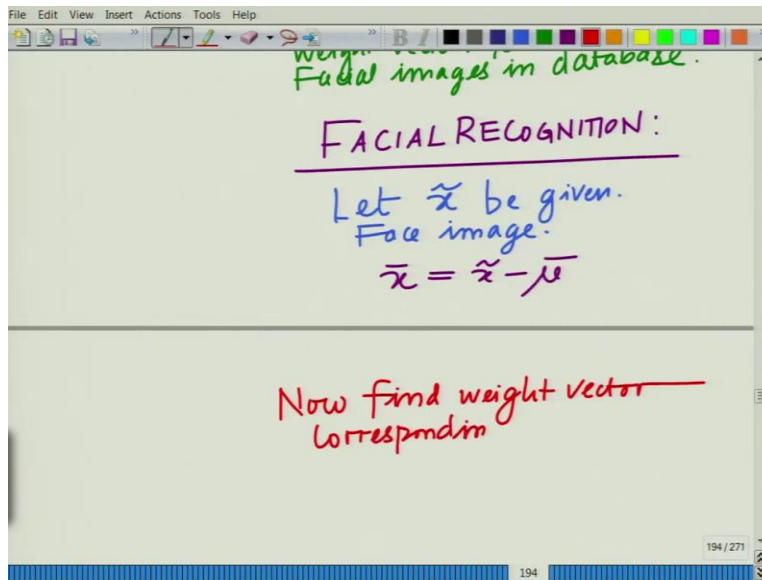 File Edit View Insert Actions Tools Help
B I
Facial images in database.
FACIAL RECOGNITION:
Let x̃ be given.
Face image.
x̄ = x̃ - μ̄
Now find weight vector
Correspondin
194/271
194